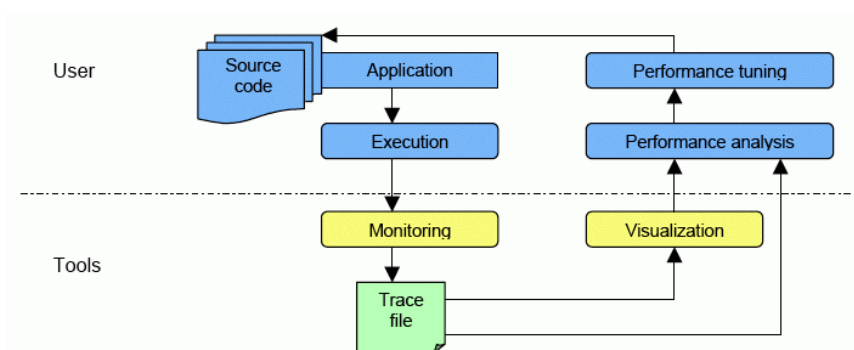 User
Source
code
Application
Performance tuning
Execution
Performance analysis
Monitoring
Visualization
Tools
Trace
file